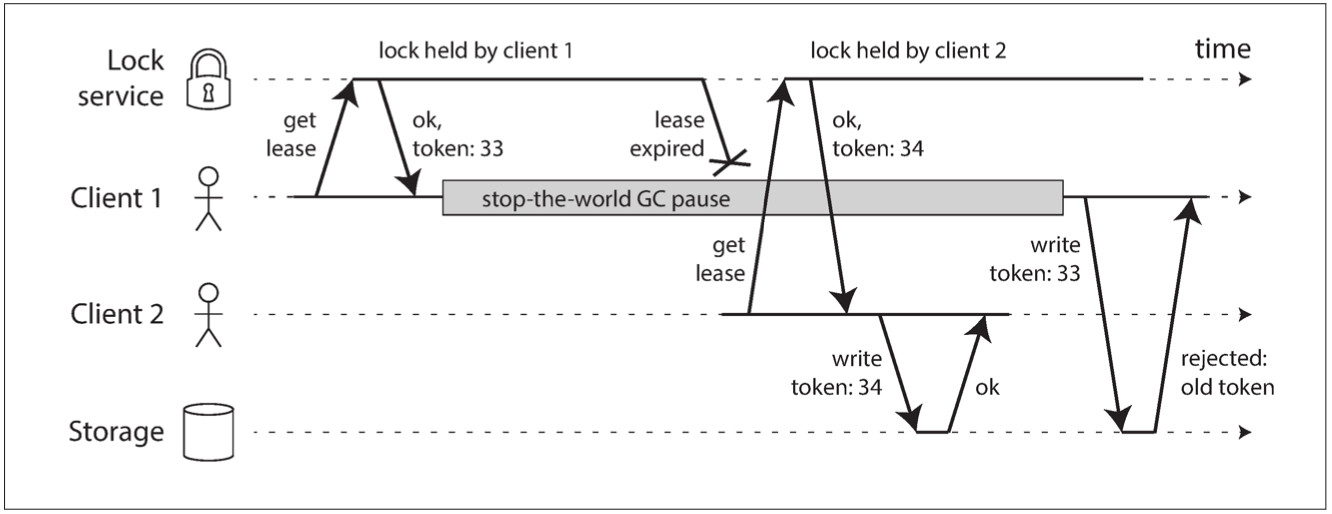 Lock
service
lock held by client 1
lock held by client 2
time
get
lease
ok,
token: 33
lease
expired
ok,
token: 34
Client 1
stop-the-world GC pause
get
lease
write
token: 33
Client 2
write
token: 34
ok
rejected:
old token
Storage